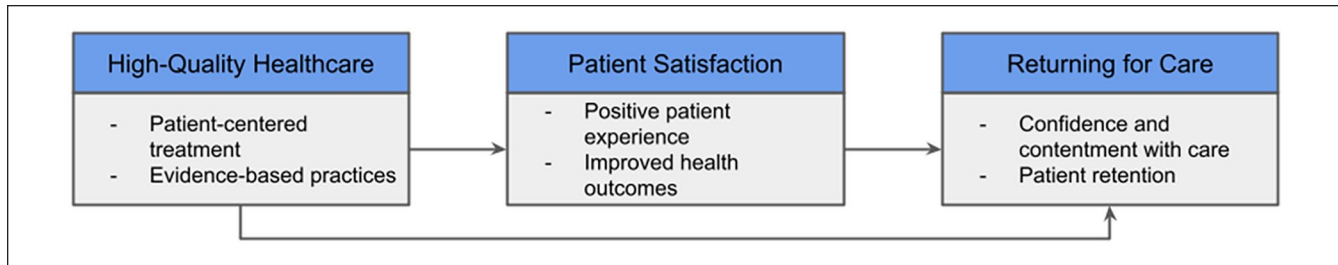 High-Quality Healthcare
- Patient-centered
treatment
- Evidence-based practices
Patient Satisfaction
- Positive patient
experience
- Improved health
outcomes
Returning for Care
- Confidence and
contentment with care
- Patient retention